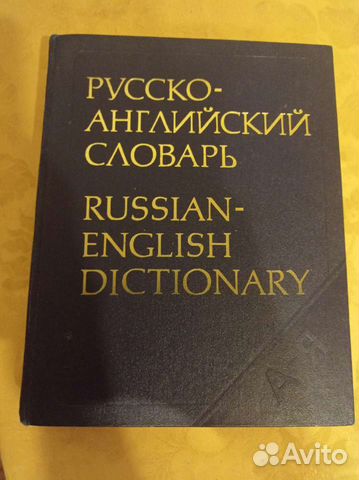 РУССКО-
АНГЛИЙСКИЙ
СЛОВАРЬ
RUSSIAN-
ENGLISH
DICTIONARY
А
Я
Avito